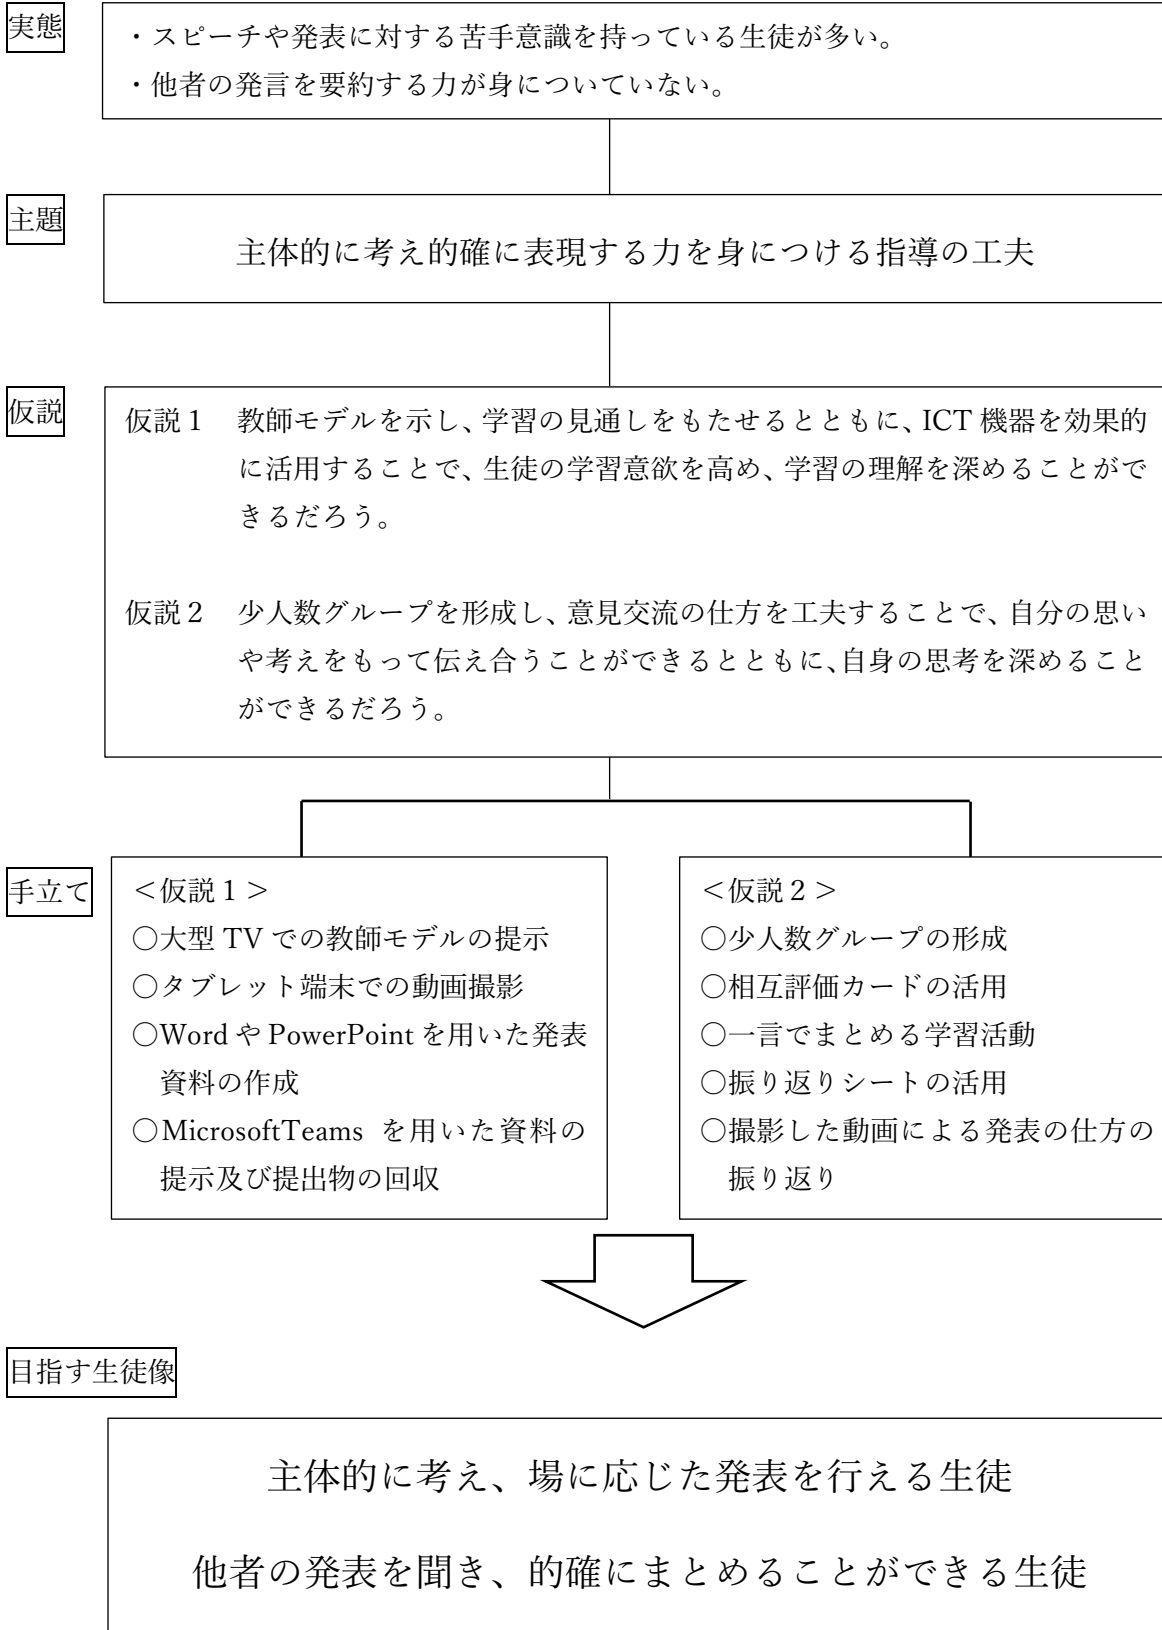 実態
・スピーチや発表に対する苦手意識を持っている生徒が多い。
・他者の発言を要約する力が身についていない。
主題
主体的に考え的確に表現する力を身につける指導の工夫
仮説
仮説１　教師モデルを示し、学習の見通しをもたせるとともに、ICT 機器を効果的
に活用することで、生徒の学習意欲を高め、学習の理解を深めることがで
きるだろう。
仮説２　少人数グループを形成し、意見交流の仕方を工夫することで、自分の思い
や考えをもって伝え合うことができるとともに、自身の思考を深めること
ができるだろう。
手立て
＜仮説１＞
○大型 TV での教師モデルの提示
○タブレット端末での動画撮影
○Word や PowerPoint を用いた発表
資料の作成
○MicrosoftTeams を用いた資料の
提示及び提出物の回収
＜仮説２＞
○少人数グループの形成
○相互評価カードの活用
○一言でまとめる学習活動
○振り返りシートの活用
○撮影した動画による発表の仕方の
振り返り
目指す生徒像
主体的に考え、場に応じた発表を行える生徒
他者の発表を聞き、的確にまとめることができる生徒